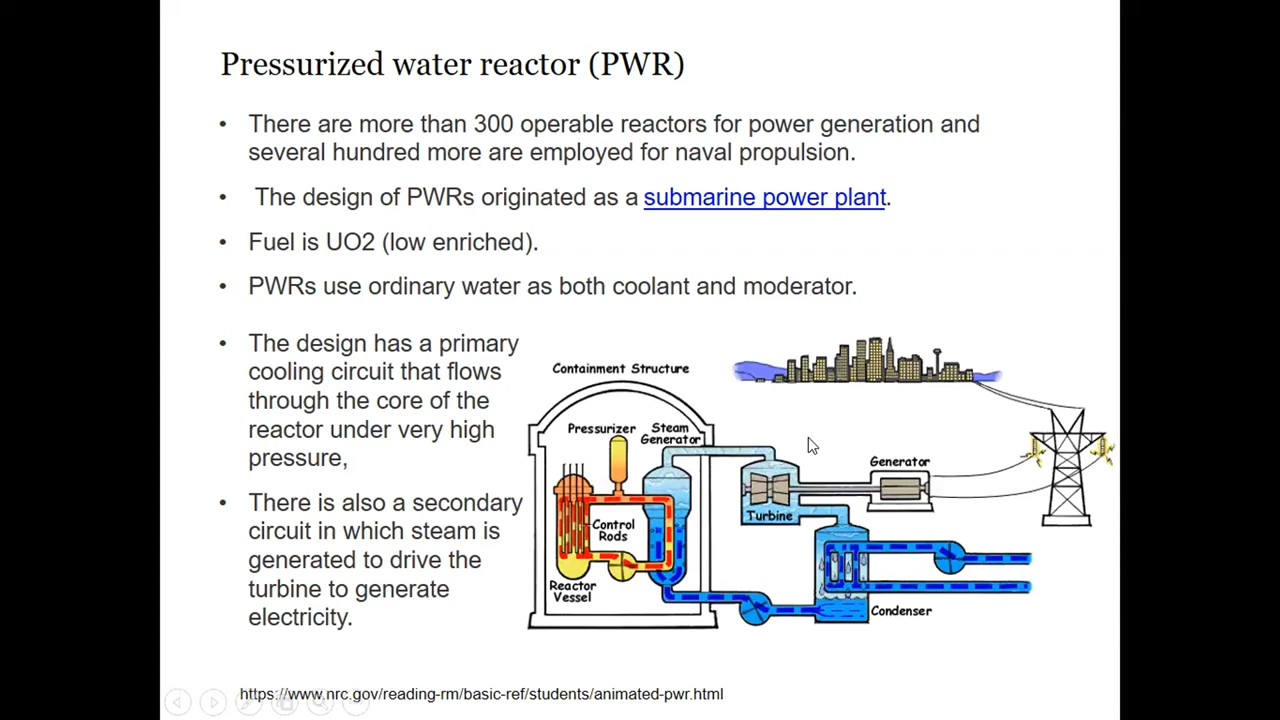 Pressurized water reactor (PWR)
• There are more than 300 operable reactors for power generation and
several hundred more are employed for naval propulsion.
• The design of PWRs originated as a submarine power plant.
• Fuel is UO2 (low enriched).
• PWRs use ordinary water as both coolant and moderator.
• The design has a primary
cooling circuit that flows
through the core of the
reactor under very high
pressure,
• There is also a secondary
circuit in which steam is
generated to drive the
turbine to generate
electricity.
Containment Structure
Pressurizer
Steam
Generator
Control
Rods
Reactor
Vessel
Turbine
Generator
Condenser
https://www.nrc.gov/reading-rm/basic-ref/students/animated-pwr.html